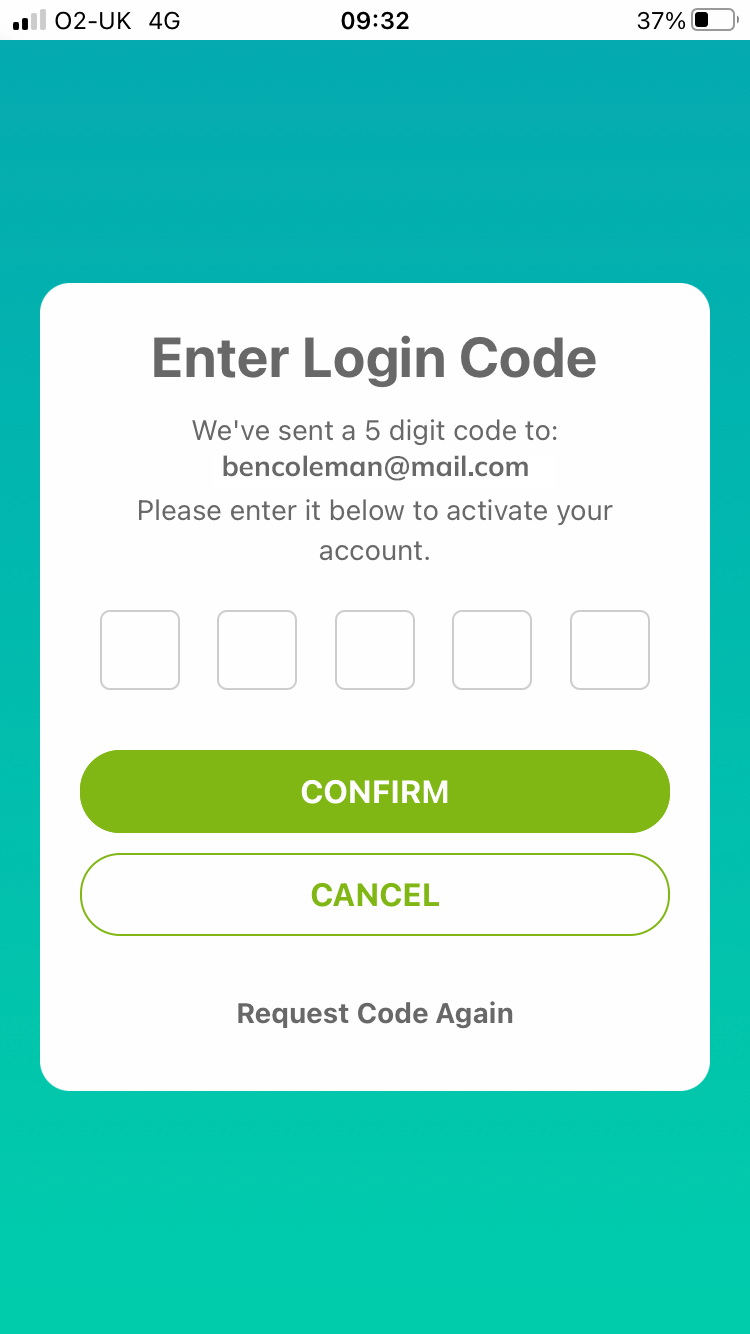 O2-UK 4G 09:32 37%
Enter Login Code
We've sent a 5 digit code to:
bencoleman@mail.com
Please enter it below to activate your
account.
CONFIRM
CANCEL
Request Code Again